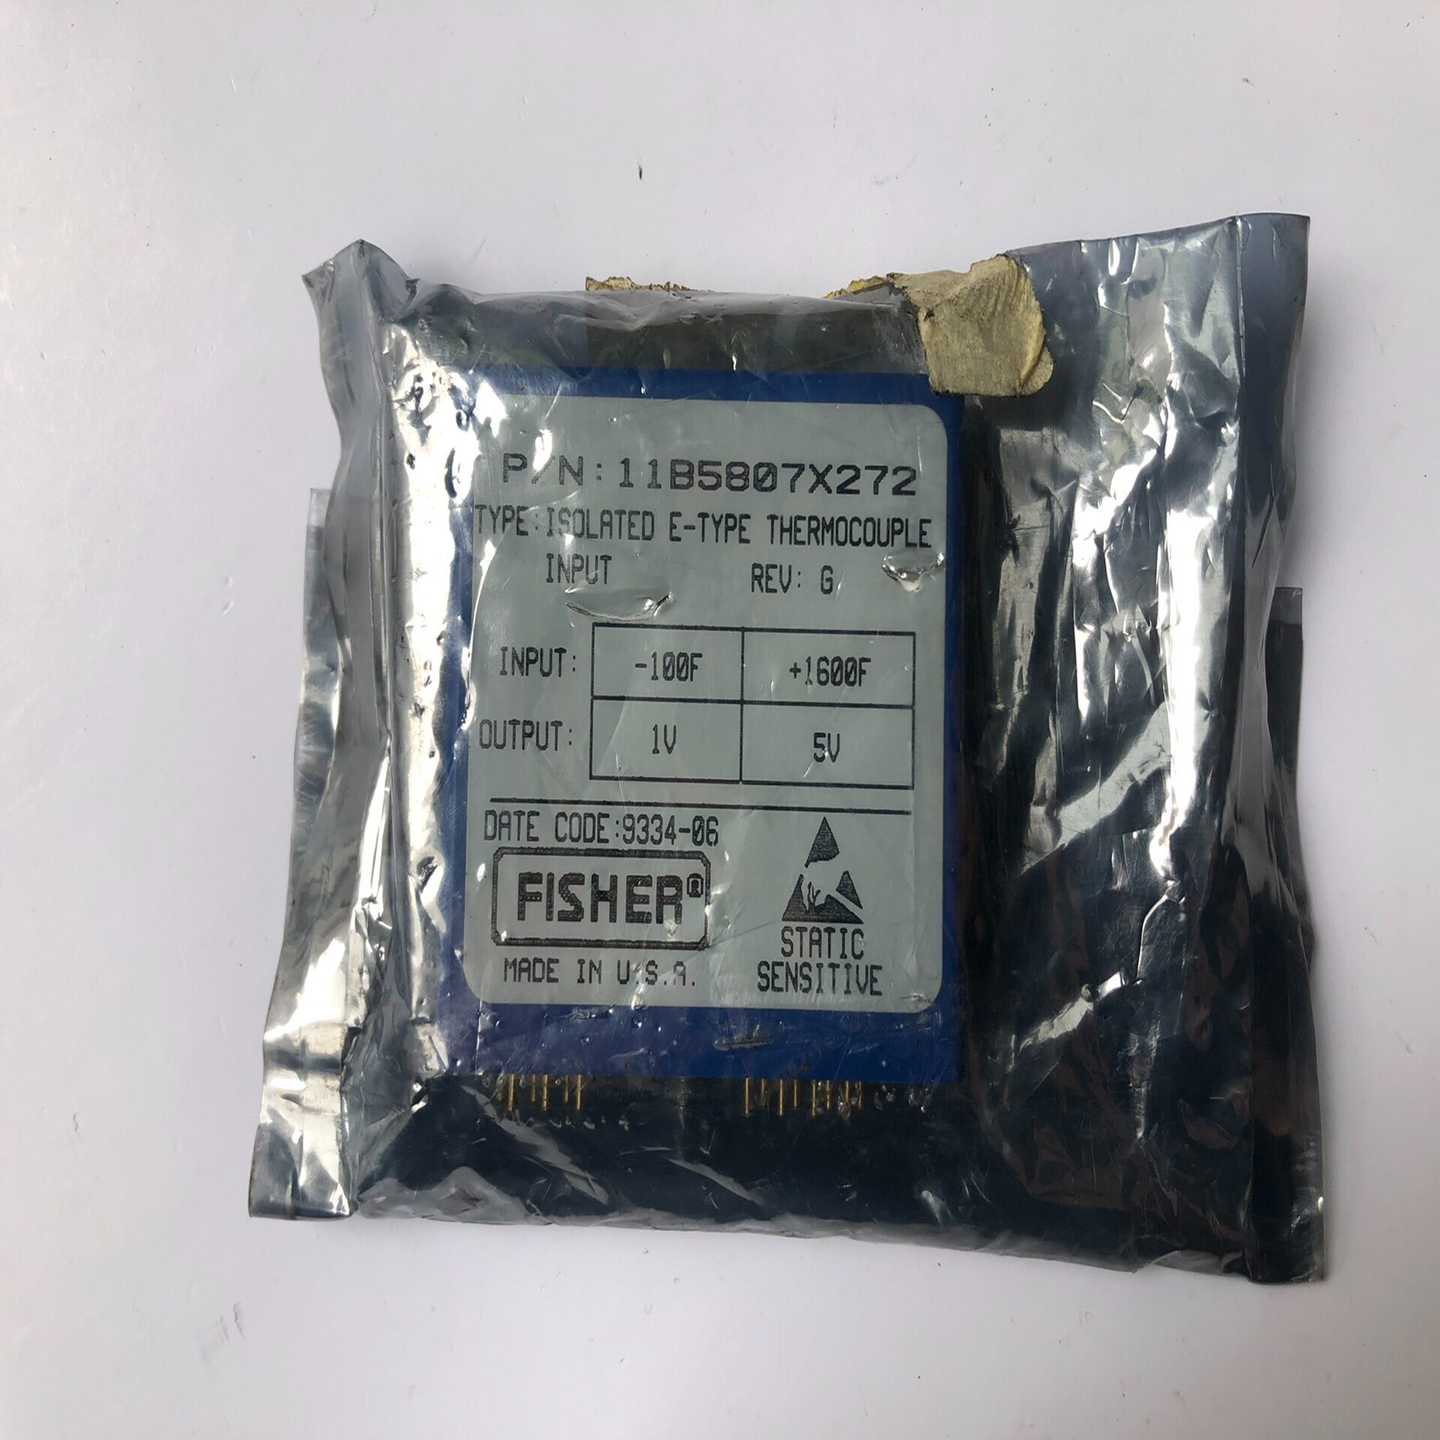 P/N: 11B5807X272
TYPE: ISOLATED E-TYPE THERMOCOUPLE
INPUT REV: G
INPUT: -100F +1600F
OUTPUT: 1V 5V
DATE CODE:9334-06
FISHER®
MADE IN U.S.A.
STATIC
SENSITIVE